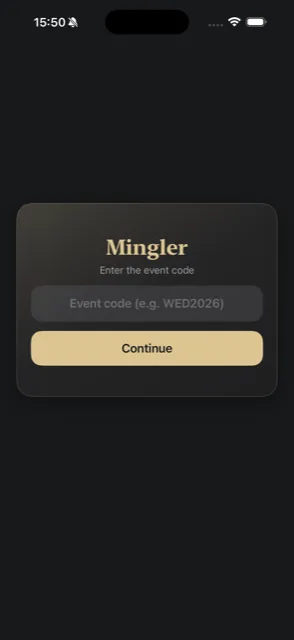 15:50
Mingler
Enter the event code
Event code (e.g. WED2026)
Continue